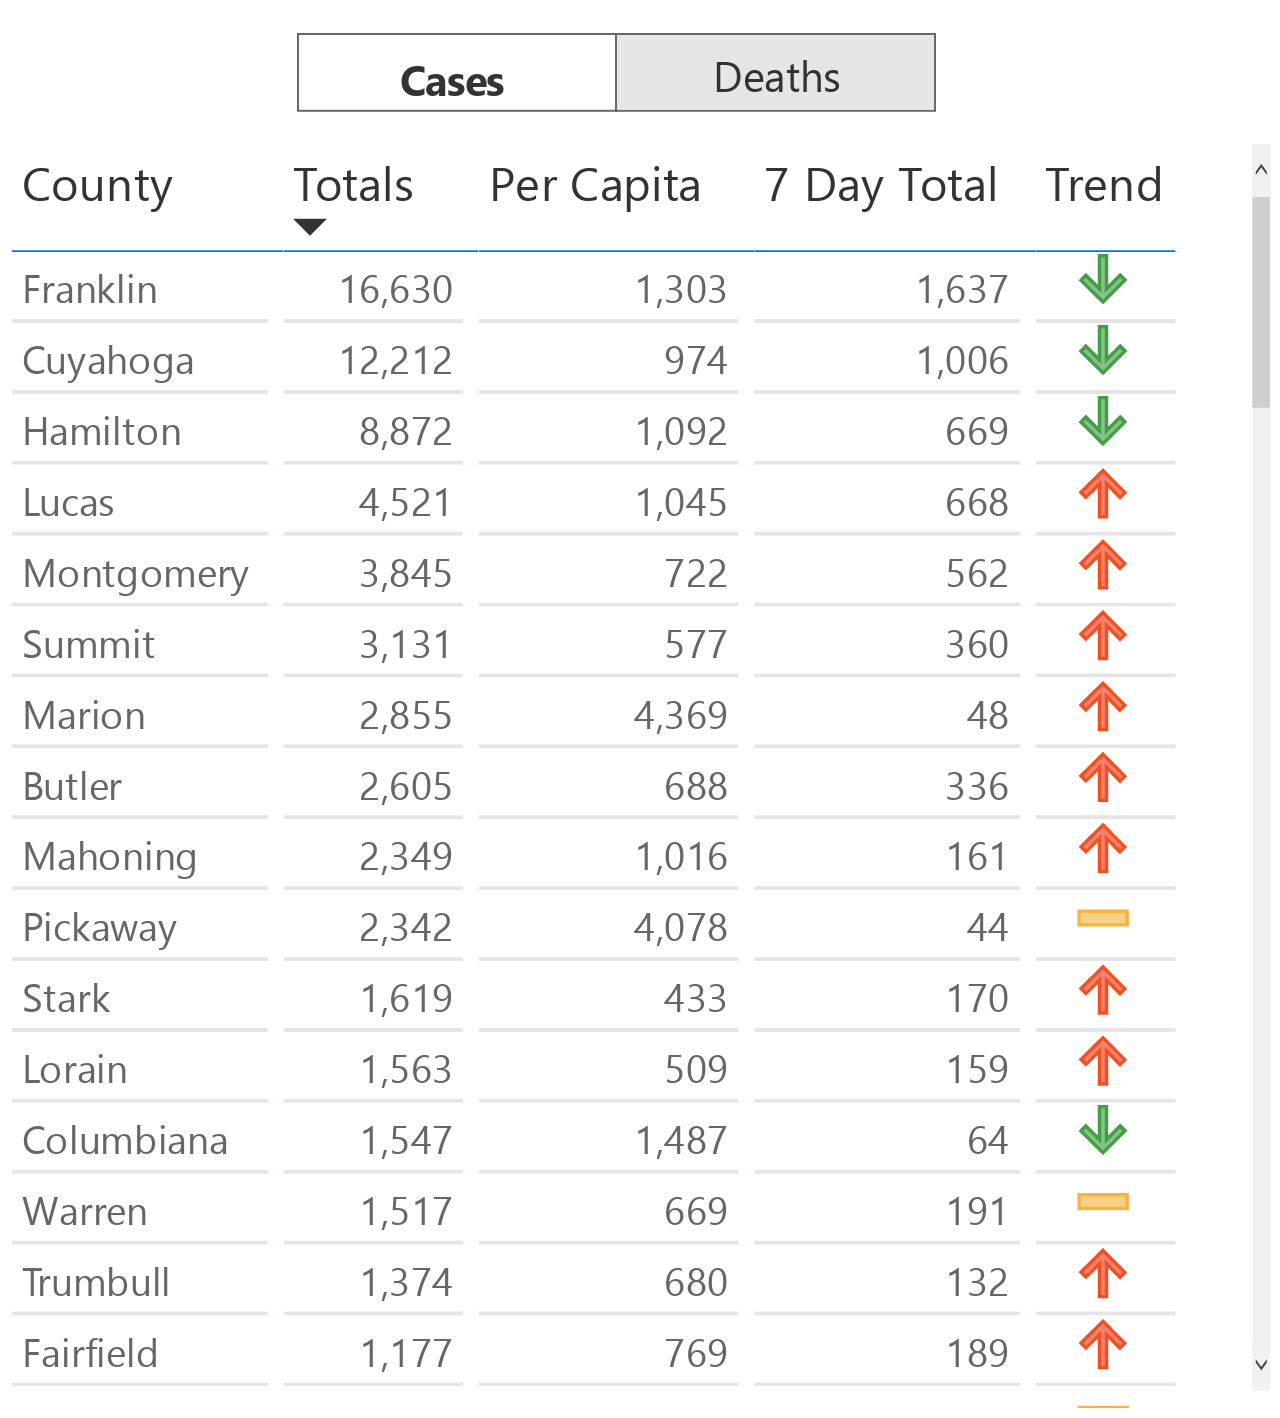 Cases Deaths
County Totals Per Capita 7 Day Total Trend
Franklin 16,630 1,303 1,637
Cuyahoga 12,212 974 1,006
Hamilton 8,872 1,092 669
Lucas 4,521 1,045 668
Montgomery 3,845 722 562
Summit 3,131 577 360
Marion 2,855 4,369 48
Butler 2,605 688 336
Mahoning 2,349 1,016 161
Pickaway 2,342 4,078 44
Stark 1,619 433 170
Lorain 1,563 509 159
Columbiana 1,547 1,487 64
Warren 1,517 669 191
Trumbull 1,374 680 132
Fairfield 1,177 769 189